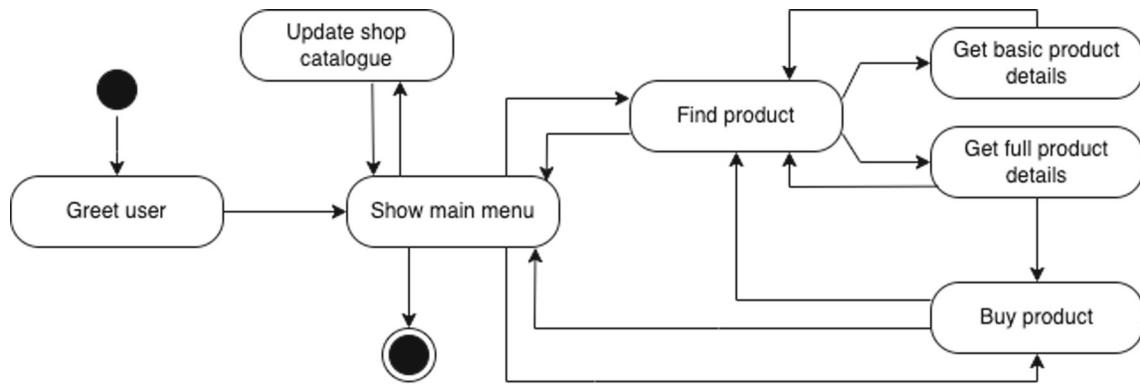 Update shop
catalogue
Get basic product
details
Find product
Get full product
details
Greet user
Show main menu
Buy product